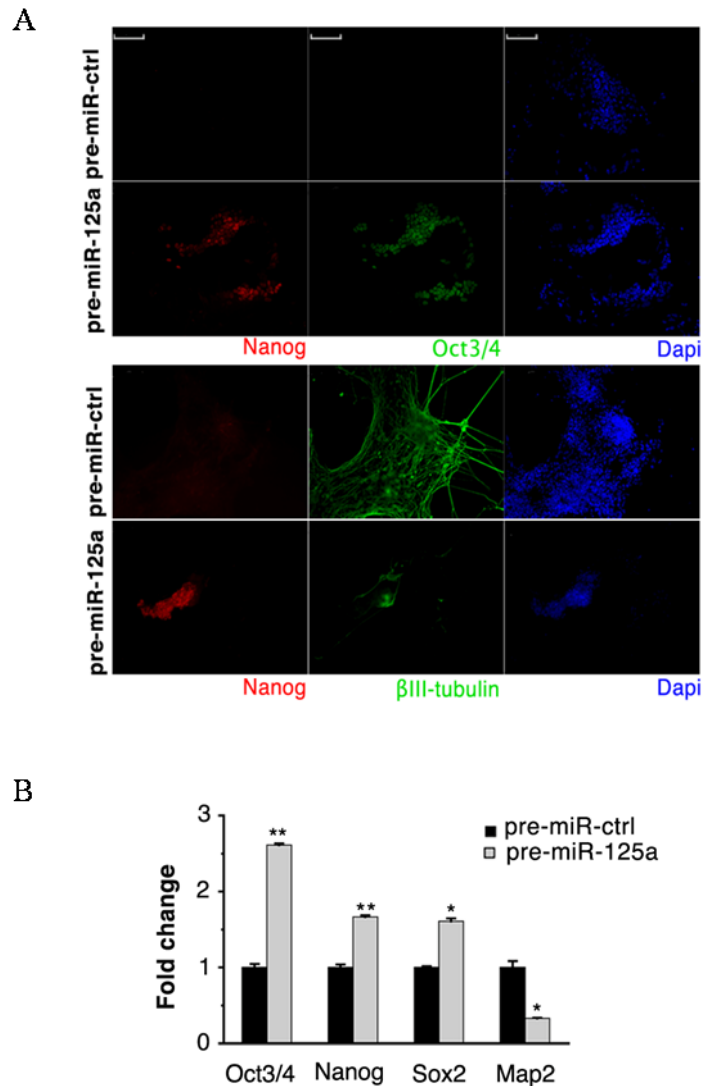 A
pre-miR-ctrl
pre-miR-125a
Nanog Oct3/4 Dapi
pre-miR-ctrl
pre-miR-125a
Nanog βIII-tubulin Dapi
B
3
2
1
0
Fold change
** ** * *
pre-miR-ctrl
pre-miR-125a
Oct3/4 Nanog Sox2 Map2